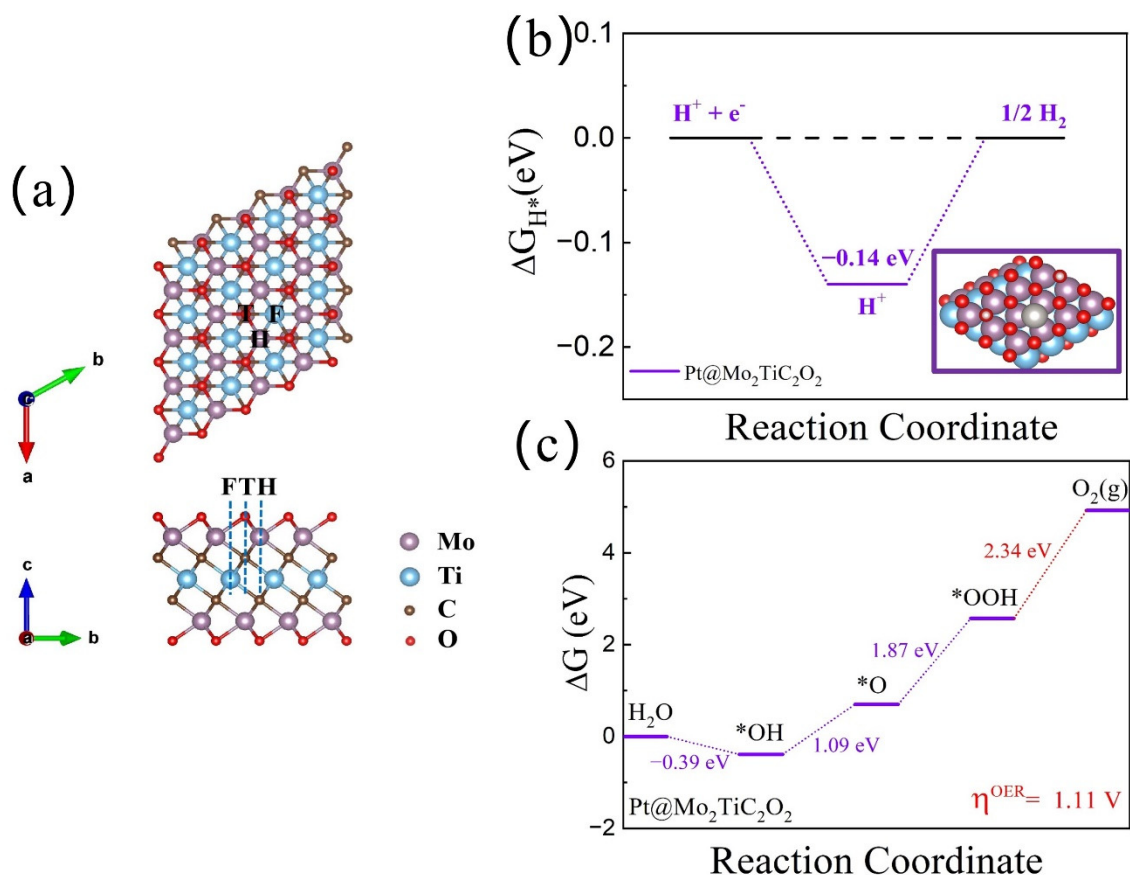 (a)
T F
H
b
a
FTH
c
a
b
Mo
Ti
C
O
(b)
0.1
0.0
−0.1
−0.2
ΔG_H* (eV)
H⁺ + e⁻
1/2 H₂
−0.14 eV
H⁺
Pt@Mo₂TiC₂O₂
Reaction Coordinate
(c)
6
4
2
0
−2
ΔG (eV)
O₂(g)
2.34 eV
*OOH
1.87 eV
*O
H₂O
*OH
1.09 eV
−0.39 eV
η^OER= 1.11 V
Pt@Mo₂TiC₂O₂
Reaction Coordinate